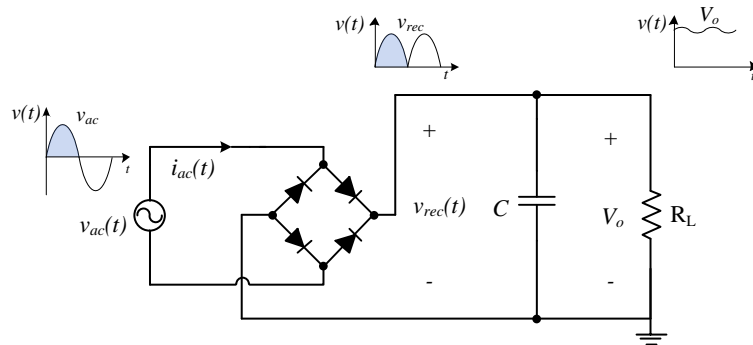 v(t)
v_rec
t
v(t)
V_o
t
v(t)
v_ac
t
i_ac(t)
v_ac(t)
+
v_rec(t)
-
C
+
V_o
-
R_L